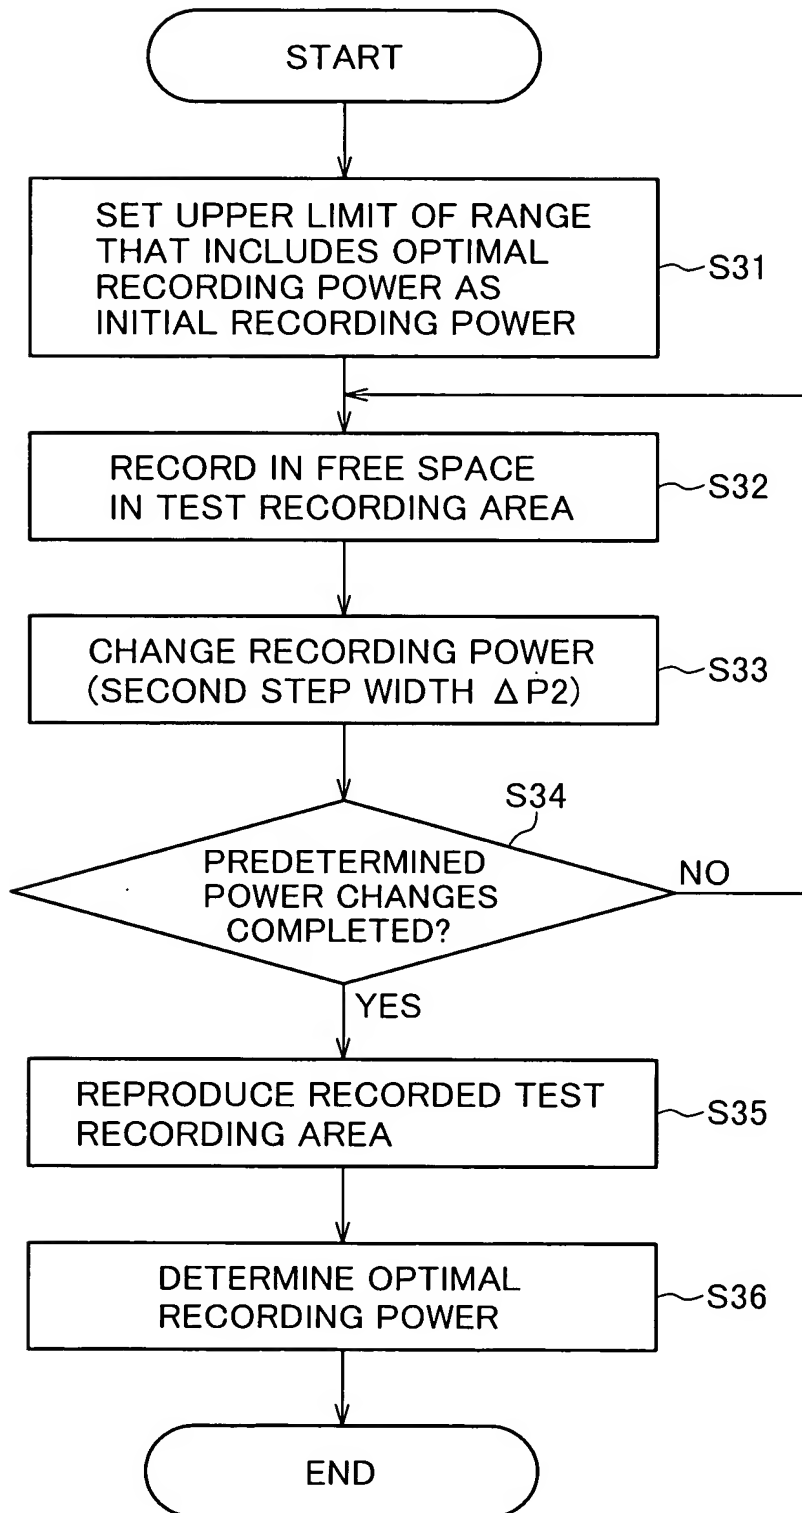 START
SET UPPER LIMIT OF RANGE
THAT INCLUDES OPTIMAL
RECORDING POWER AS
INITIAL RECORDING POWER
S31
RECORD IN FREE SPACE
IN TEST RECORDING AREA
S32
CHANGE RECORDING POWER
(SECOND STEP WIDTH ΔP2)
S33
S34
PREDETERMINED
POWER CHANGES
COMPLETED?
NO
YES
REPRODUCE RECORDED TEST
RECORDING AREA
S35
DETERMINE OPTIMAL
RECORDING POWER
S36
END